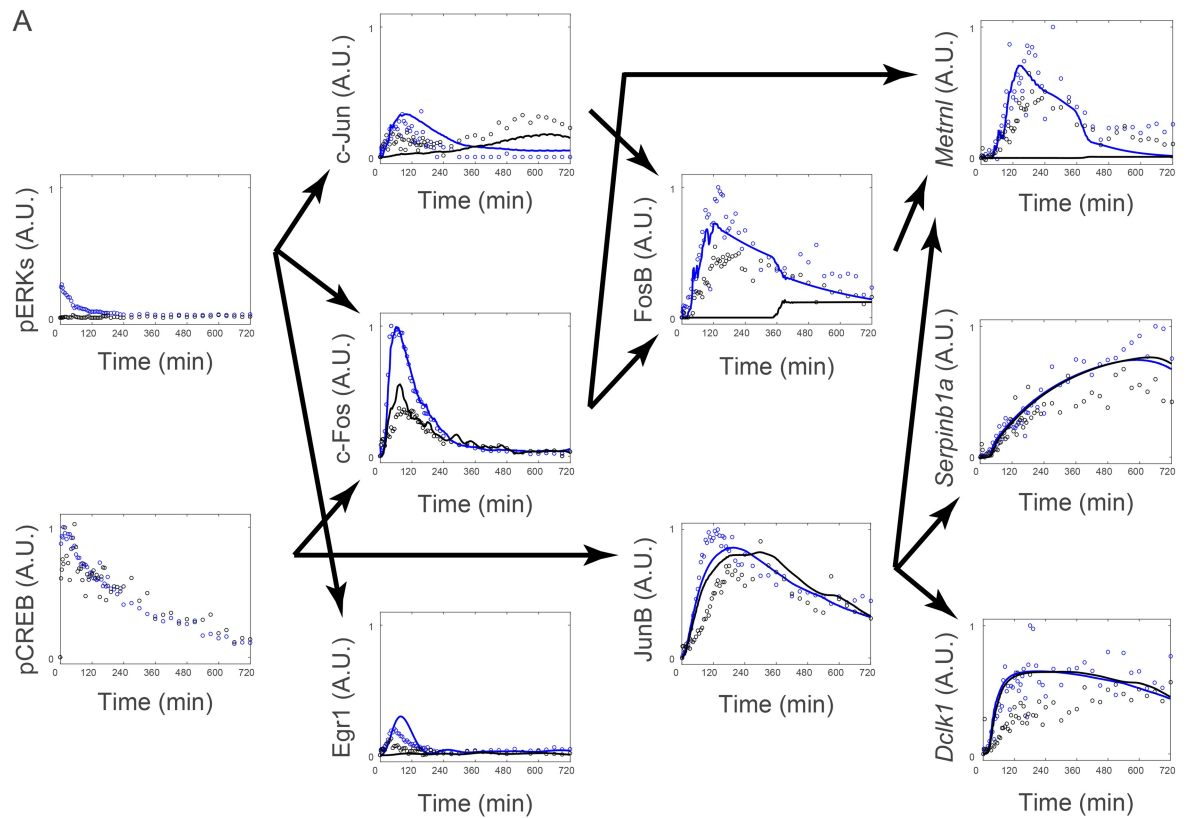 A
c-Jun (A.U.)
1
0
0 120 240 360 480 600 720
Time (min)
Metrnl (A.U.)
1
0
0 120 240 360 480 600 720
Time (min)
pERKs (A.U.)
1
0
0 120 240 360 480 600 720
Time (min)
FosB (A.U.)
1
0
0 120 240 360 480 600 720
Time (min)
c-Fos (A.U.)
1
0
0 120 240 360 480 600 720
Time (min)
Serpinb1a (A.U.)
1
0
0 120 240 360 480 600 720
Time (min)
pCREB (A.U.)
1
0
0 120 240 360 480 600 720
Time (min)
JunB (A.U.)
1
0
0 120 240 360 480 600 720
Time (min)
Egr1 (A.U.)
1
0
0 120 240 360 480 600 720
Time (min)
Dclk1 (A.U.)
1
0
0 120 240 360 480 600 720
Time (min)